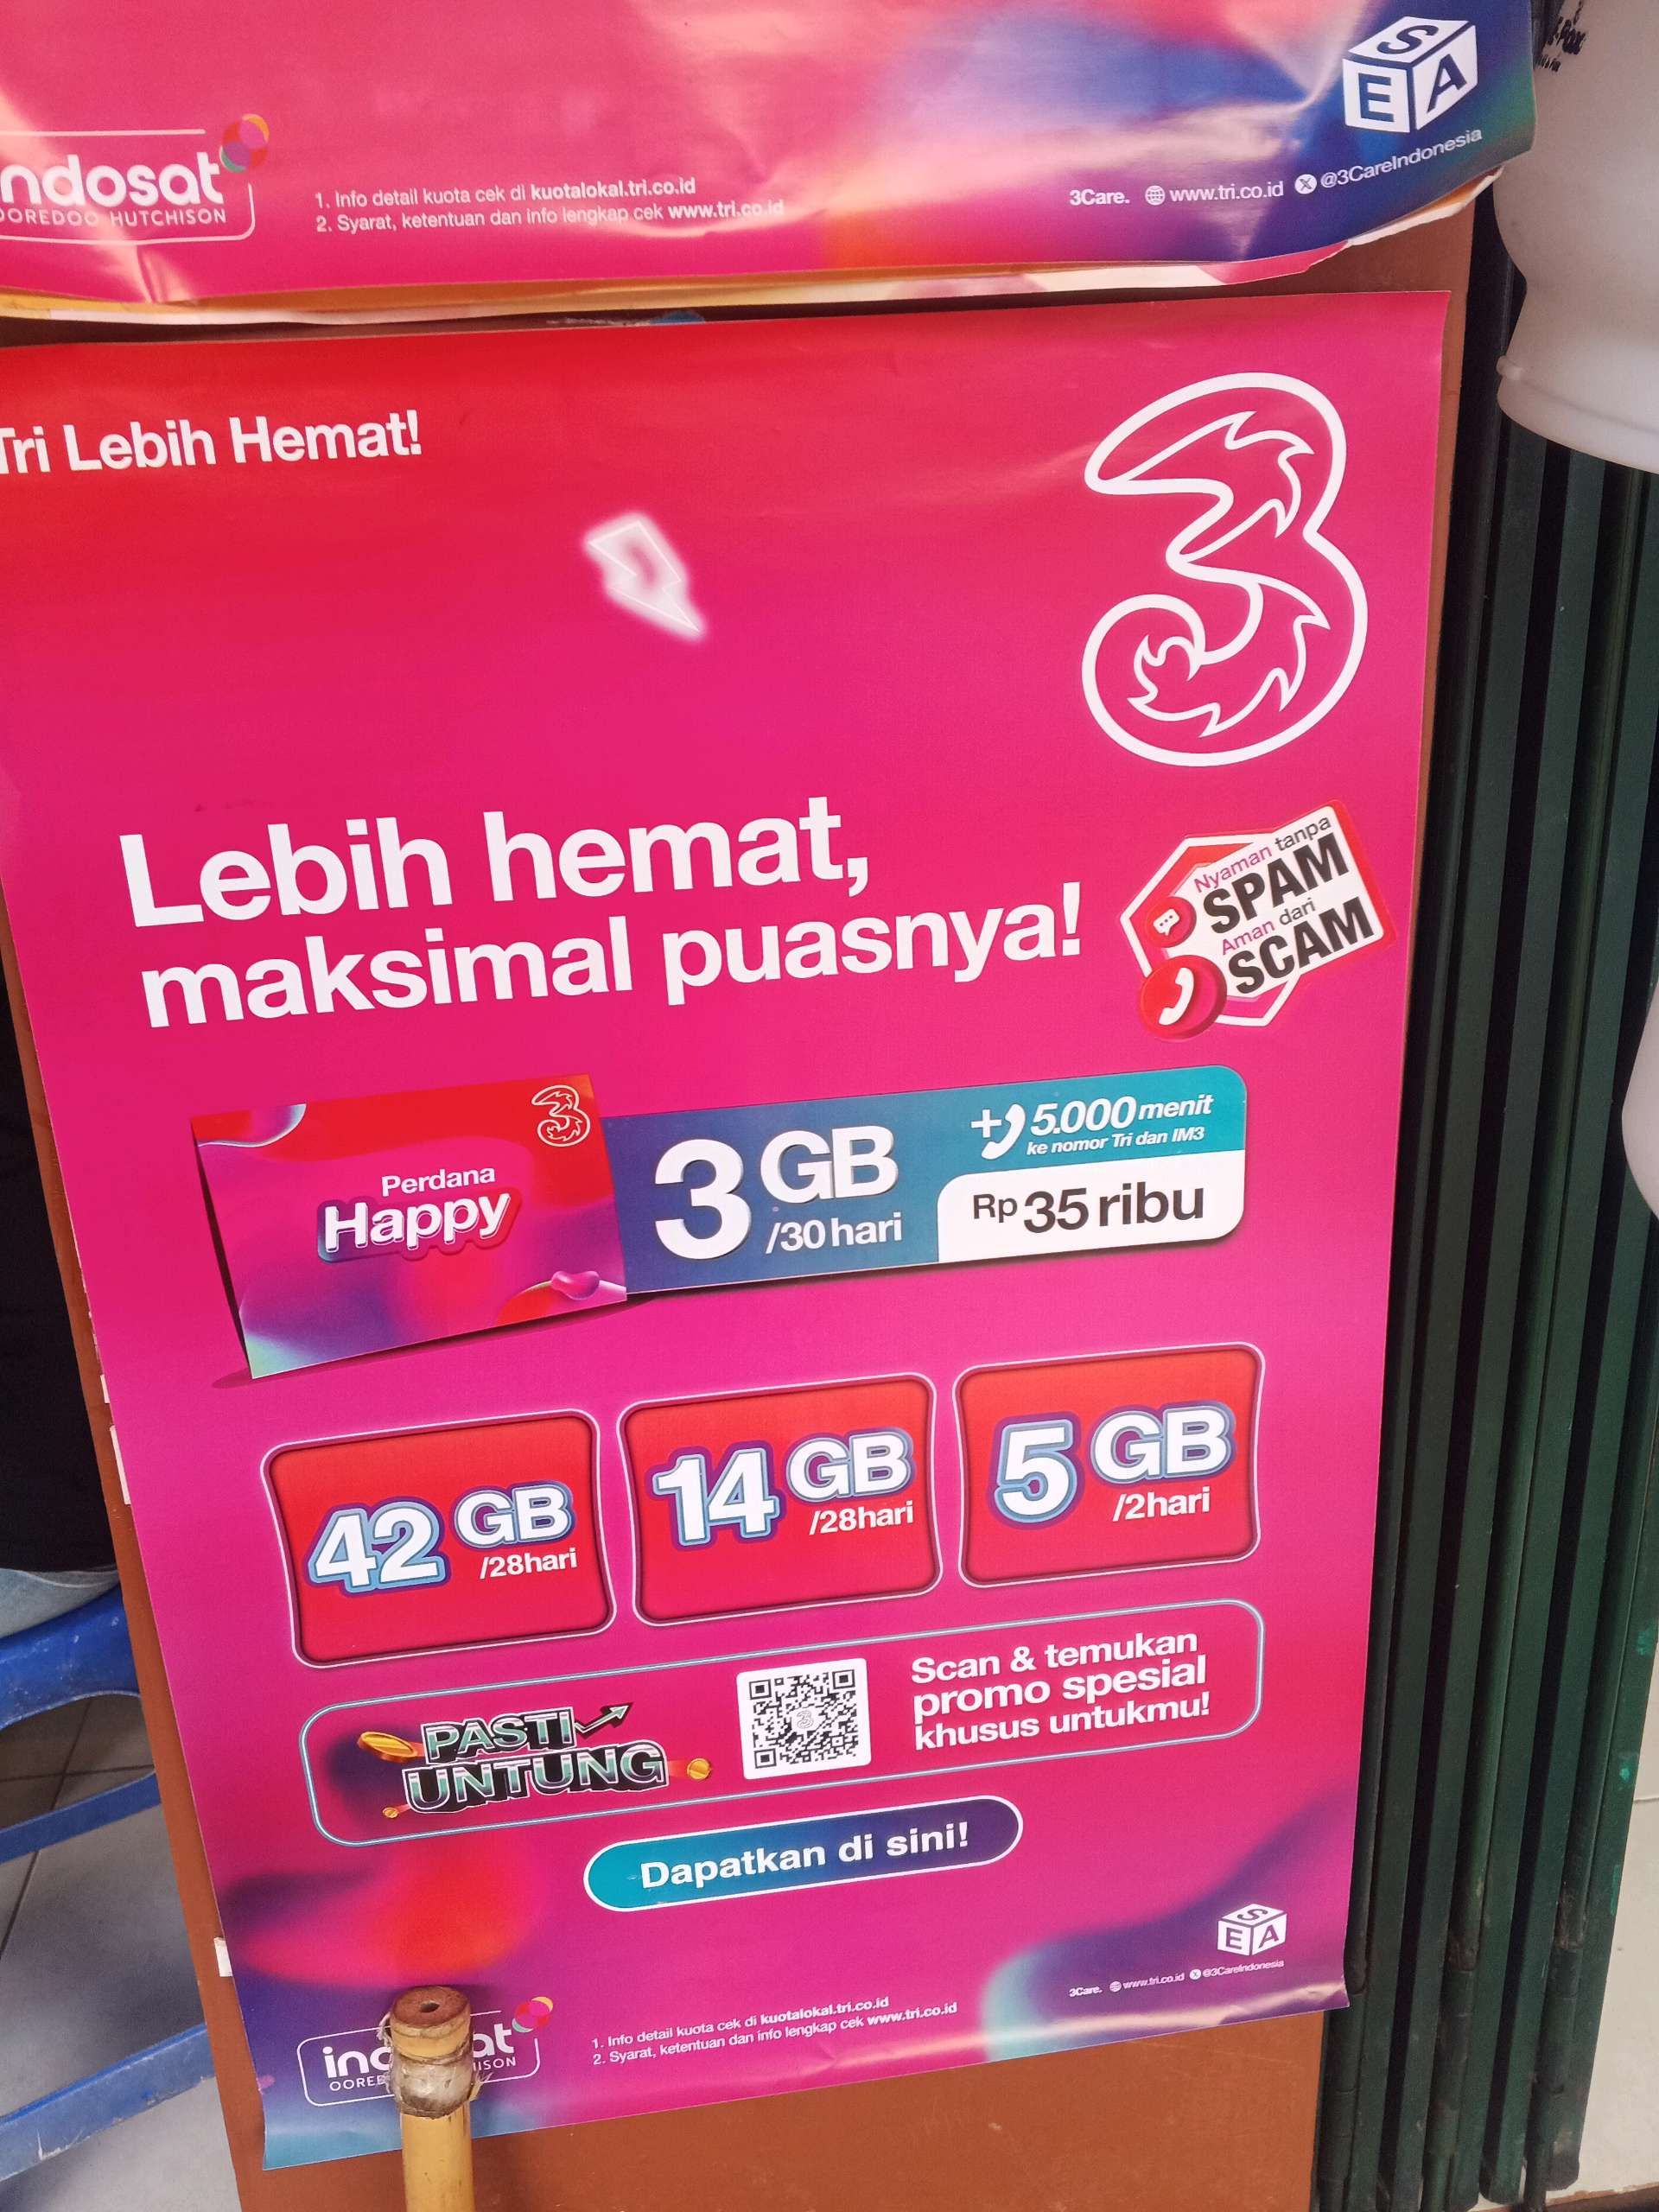 indosat
OOREDOO HUTCHISON
1. Info detail kuota cek di kuotalokal.tri.co.id
2. Syarat, ketentuan dan info lengkap cek www.tri.co.id
3Care. www.tri.co.id X @3CareIndonesia
S
E A
Tri Lebih Hemat!
3
Lebih hemat,
maksimal puasnya!
Nyaman tanpa
SPAM
Aman dari
SCAM
3
Perdana
Happy
3 GB
/30 hari
+ 5.000 menit
ke nomor Tri dan IM3
Rp 35 ribu
42 GB
/28hari
14 GB
/28hari
5 GB
/2hari
PASTI
UNTUNG
Scan & temukan
promo spesial
khusus untukmu!
Dapatkan di sini!
S
E A
3Care. www.tri.co.id X @3CareIndonesia
1. Info detail kuota cek di kuotalokal.tri.co.id
2. Syarat, ketentuan dan info lengkap cek www.tri.co.id